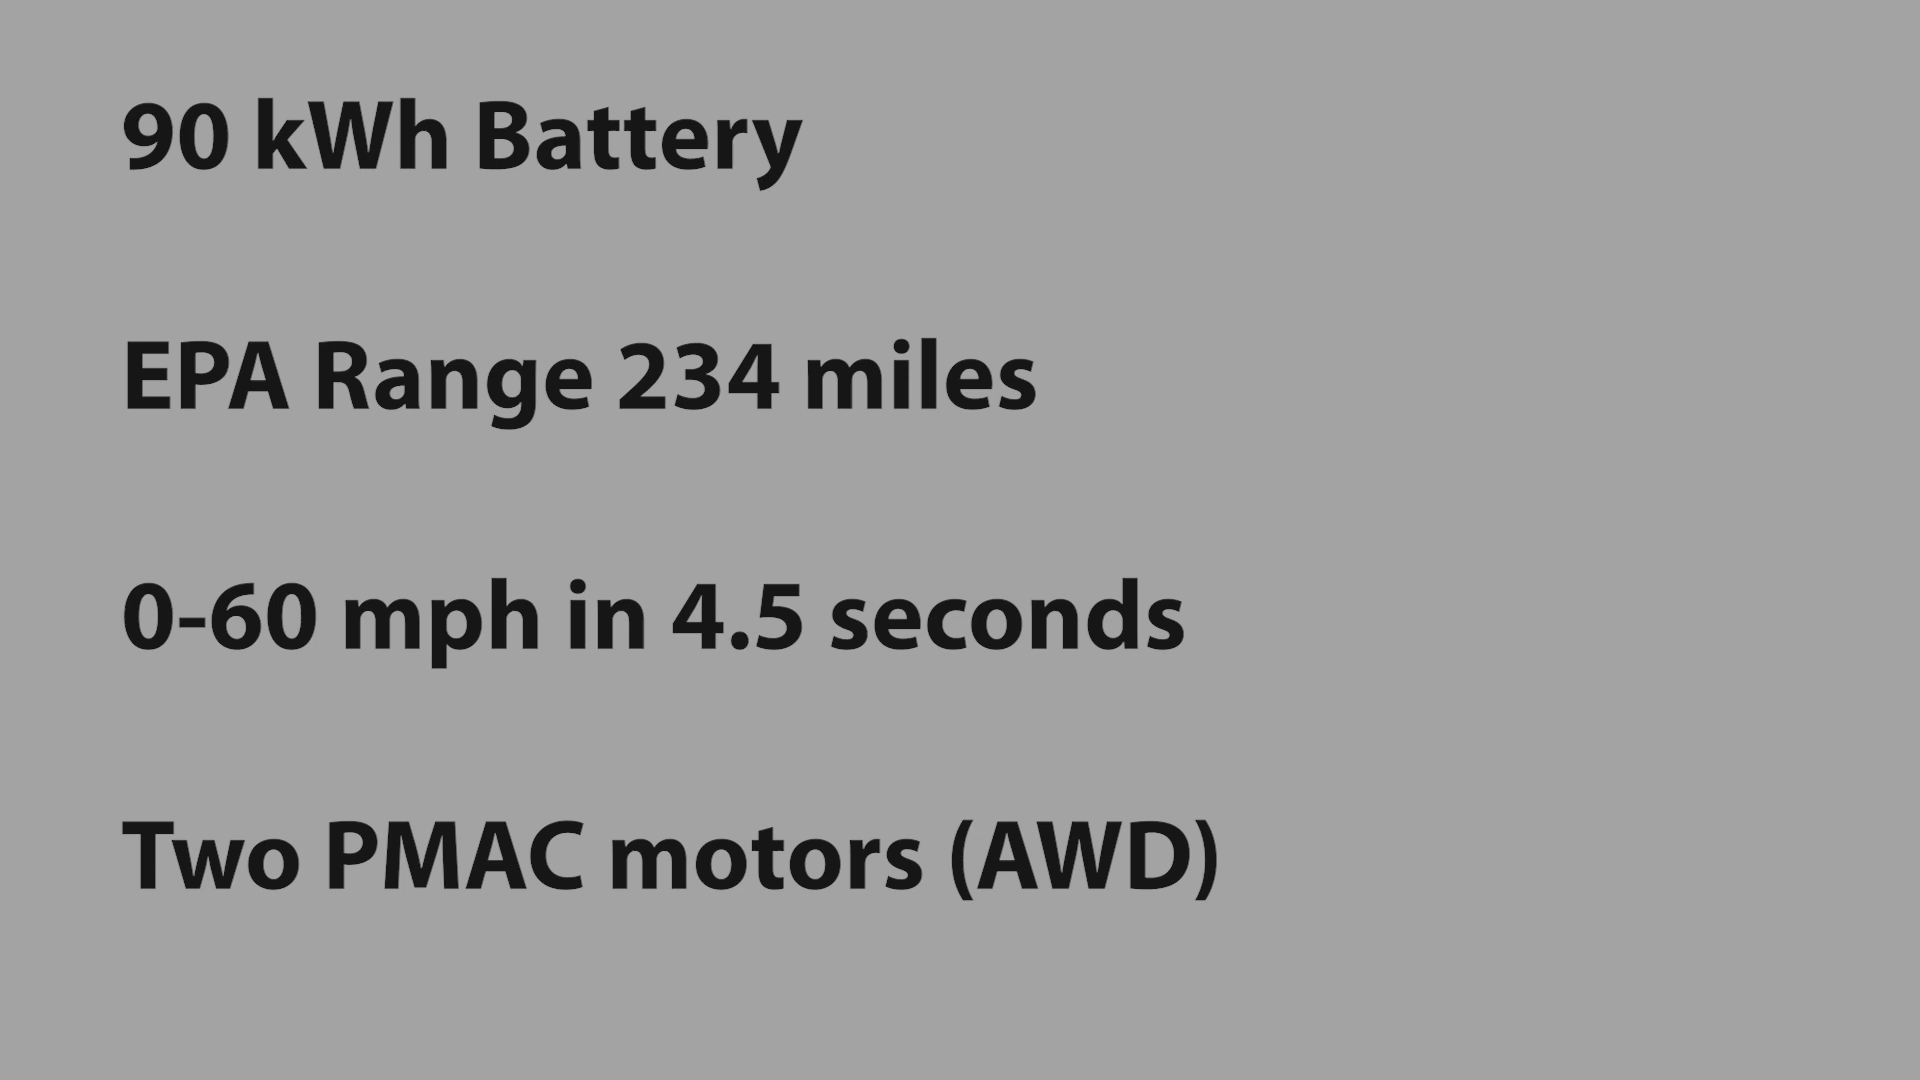 90 kWh Battery
EPA Range 234 miles
0-60 mph in 4.5 seconds
Two PMAC motors (AWD)